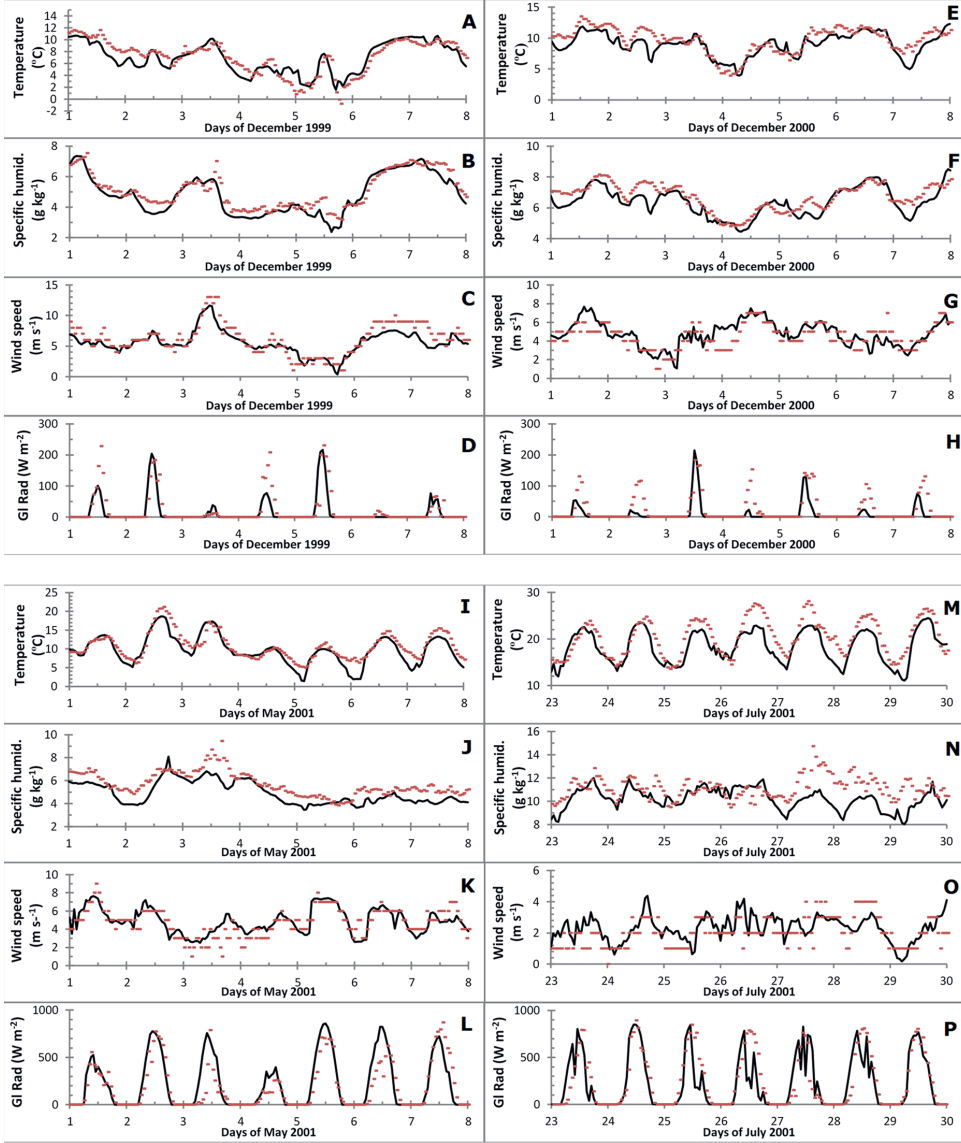 A
Temperature
(°C)
14
12
10
8
6
4
2
0
-2
1 2 3 4 5 6 7 8
Days of December 1999
E
Temperature
(°C)
15
10
5
0
1 2 3 4 5 6 7 8
Days of December 2000
B
Specific humid.
(g kg⁻¹)
8
6
4
2
1 2 3 4 5 6 7 8
Days of December 1999
F
Specific humid.
(g kg⁻¹)
10
8
6
4
1 2 3 4 5 6 7 8
Days of December 2000
C
Wind speed
(m s⁻¹)
15
10
5
0
1 2 3 4 5 6 7 8
Days of December 1999
G
Wind speed
(m s⁻¹)
10
8
6
4
2
0
1 2 3 4 5 6 7 8
Days of December 2000
D
Gl Rad (W m⁻²)
300
200
100
0
1 2 3 4 5 6 7 8
Days of December 1999
H
Gl Rad (W m⁻²)
300
200
100
0
1 2 3 4 5 6 7 8
Days of December 2000
I
Temperature
(°C)
25
20
15
10
5
0
1 2 3 4 5 6 7 8
Days of May 2001
M
Temperature
(°C)
30
20
10
23 24 25 26 27 28 29 30
Days of July 2001
J
Specific humid.
(g kg⁻¹)
10
8
6
4
2
1 2 3 4 5 6 7 8
Days of May 2001
N
Specific humid.
(g kg⁻¹)
16
14
12
10
8
23 24 25 26 27 28 29 30
Days of July 2001
K
Wind speed
(m s-⁻¹)
10
8
6
4
2
0
1 2 3 4 5 6 7 8
Days of May 2001
O
Wind speed
(m s⁻¹)
6
4
2
0
23 24 25 26 27 28 29 30
Days of July 2001
L
Gl Rad (W m⁻²)
1000
500
0
1 2 3 4 5 6 7 8
Days of May 2001
P
Gl Rad (W m⁻²)
1000
500
0
23 24 25 26 27 28 29 30
Days of July 2001